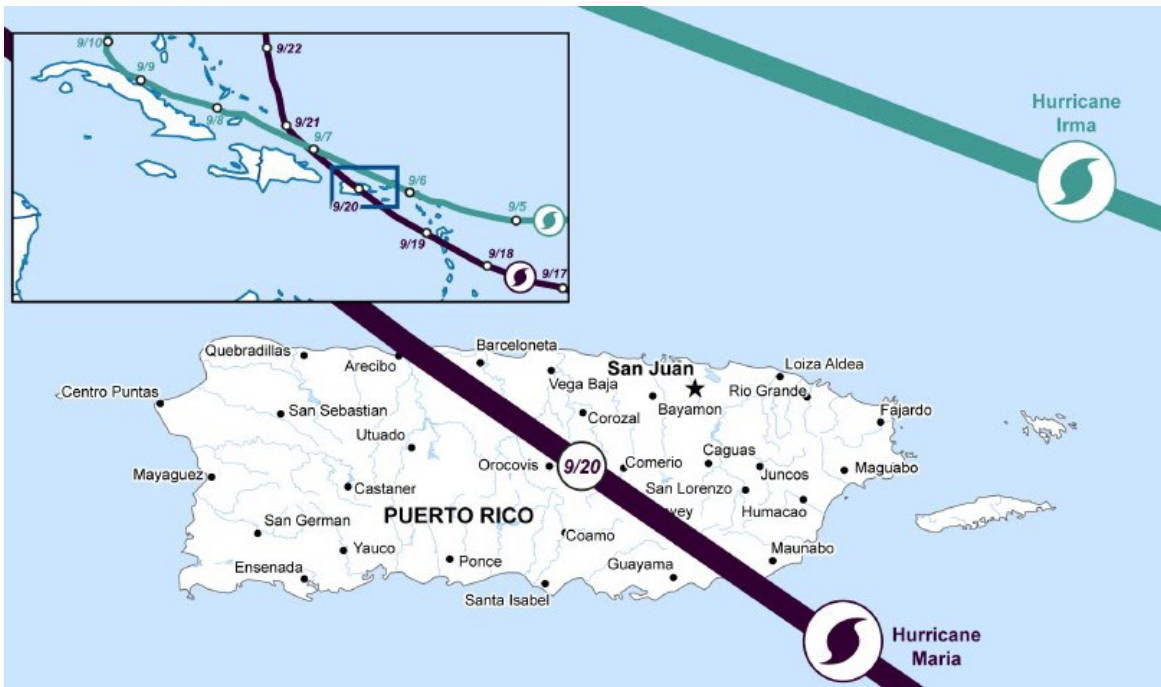 9/10
9/9
9/8
9/22
9/21
9/7
9/20
9/6
9/5
9/19
9/18
9/17
Hurricane
Irma
Quebradillas
Arecibo
Barceloneta
San Juan
Loiza Aldea
Centro Puntas
Vega Baja
Rio Grande
San Sebastian
Corozal
Bayamon
Fajardo
Utuado
Mayaguez
Orocovis
9/20
Comerio
Caguas
Juncos
Maguabo
Castaner
San Lorenzo
Humacao
San German
PUERTO RICO
Coamo
Yauco
Ponce
Guayama
Maunabo
Ensenada
Santa Isabel
Hurricane
Maria